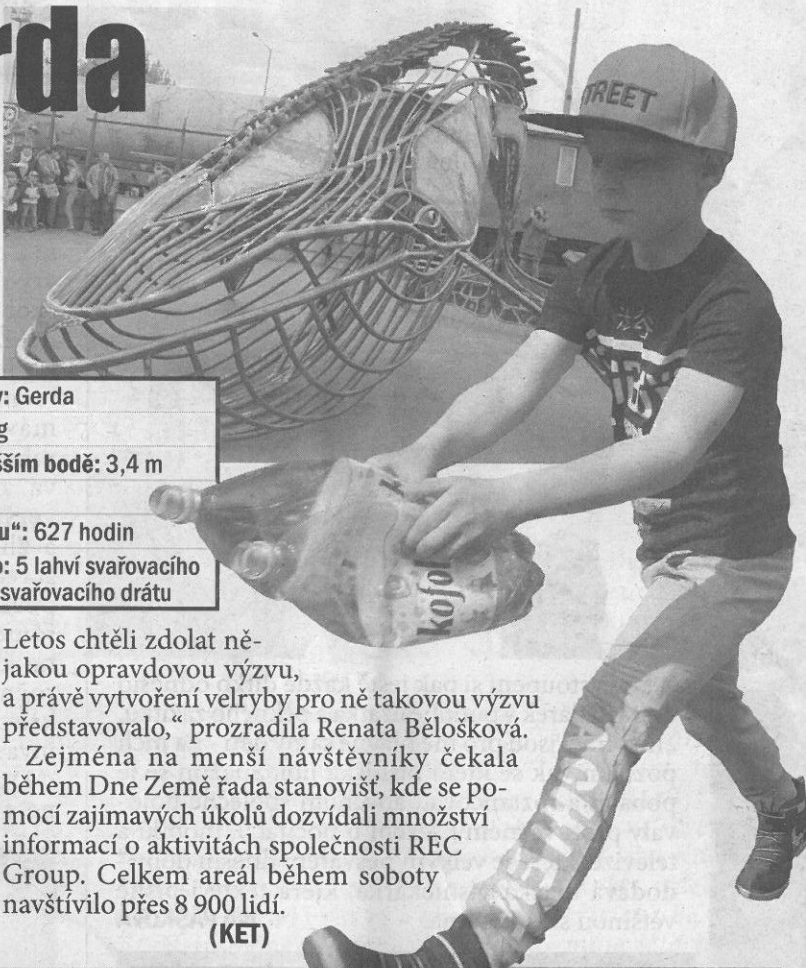 rda
STREET
y: Gerda
g
šším bodě: 3,4 m
u“: 627 hodin
o: 5 lahví svařovacího
svařovacího drátu
kofol
Letos chtěli zdolat ně-
jakou opravdovou výzvu,
a právě vytvoření velryby pro ně takovou výzvu
představovalo,“ prozradila Renata Bělošková.
Zejména na menší návštěvníky čekala
během Dne Země řada stanovišť, kde se po-
mocí zajímavých úkolů dozvídali množství
informací o aktivitách společnosti REC
Group. Celkem areál během soboty
navštívilo přes 8 900 lidí.
(KET)